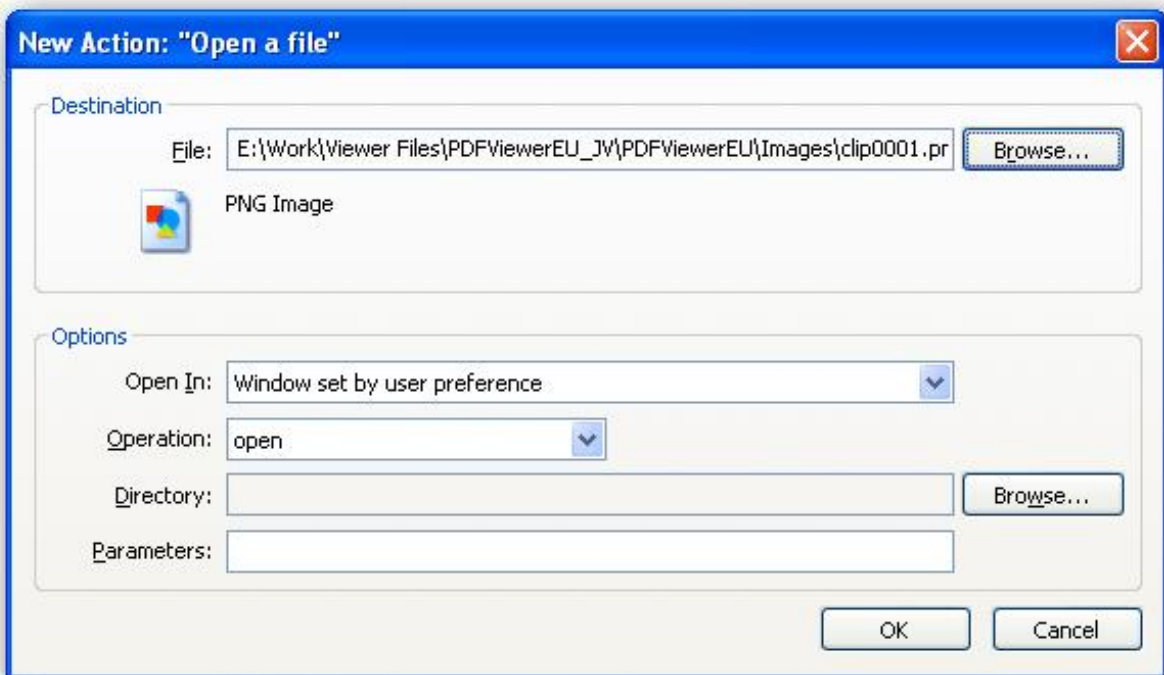 New Action: "Open a file"
Destination
File: E:\Work\Viewer Files\PDFViewerEU_JV\PDFViewerEU\Images\clip0001.pr Browse...
PNG Image
Options
Open In: Window set by user preference
Operation: open
Directory: Browse...
Parameters:
OK Cancel